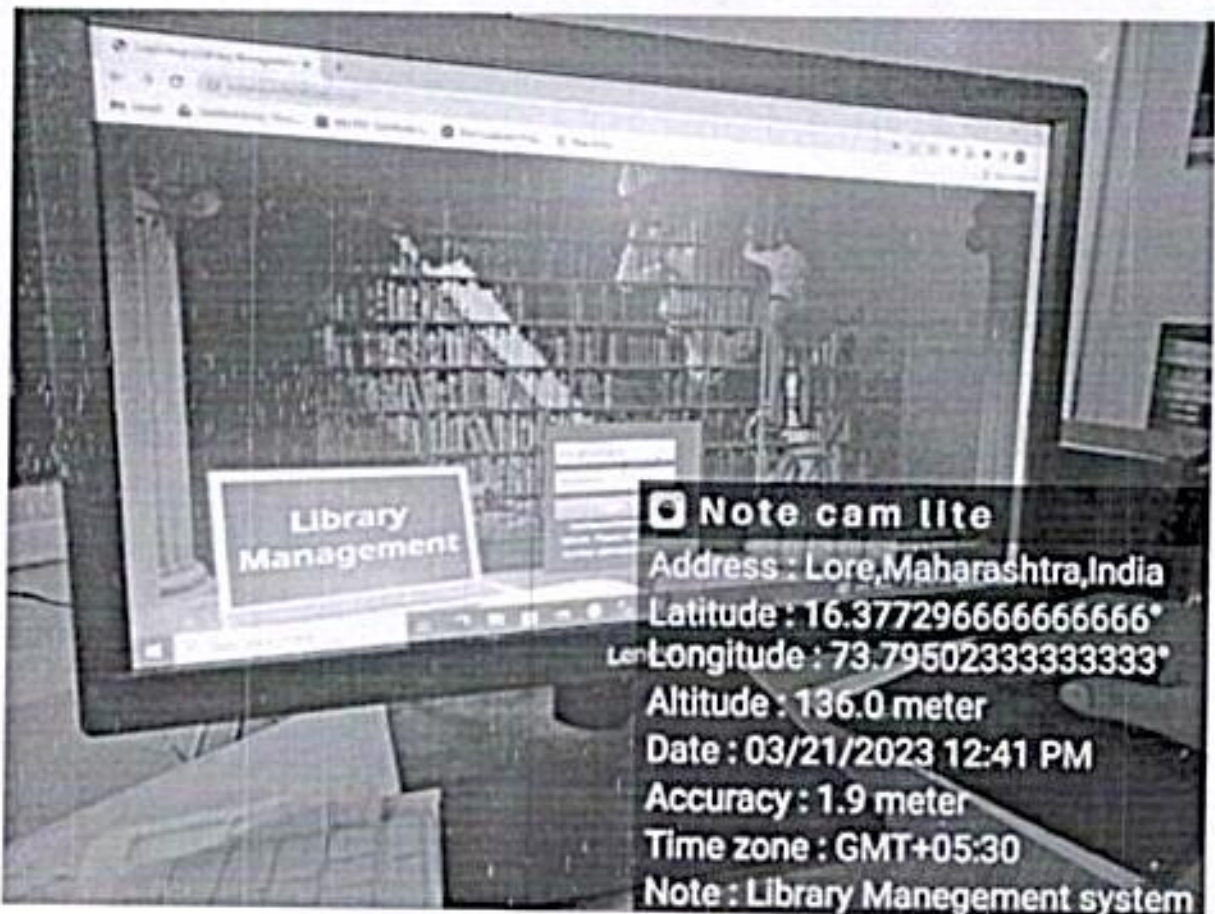 Library
Management
Note cam lite
Address : Lore,Maharashtra,India
Latitude : 16.377296666666666°
Longitude : 73.79502333333333°
Altitude : 136.0 meter
Date : 03/21/2023 12:41 PM
Accuracy : 1.9 meter
Time zone : GMT+05:30
Note : Library Manegement system